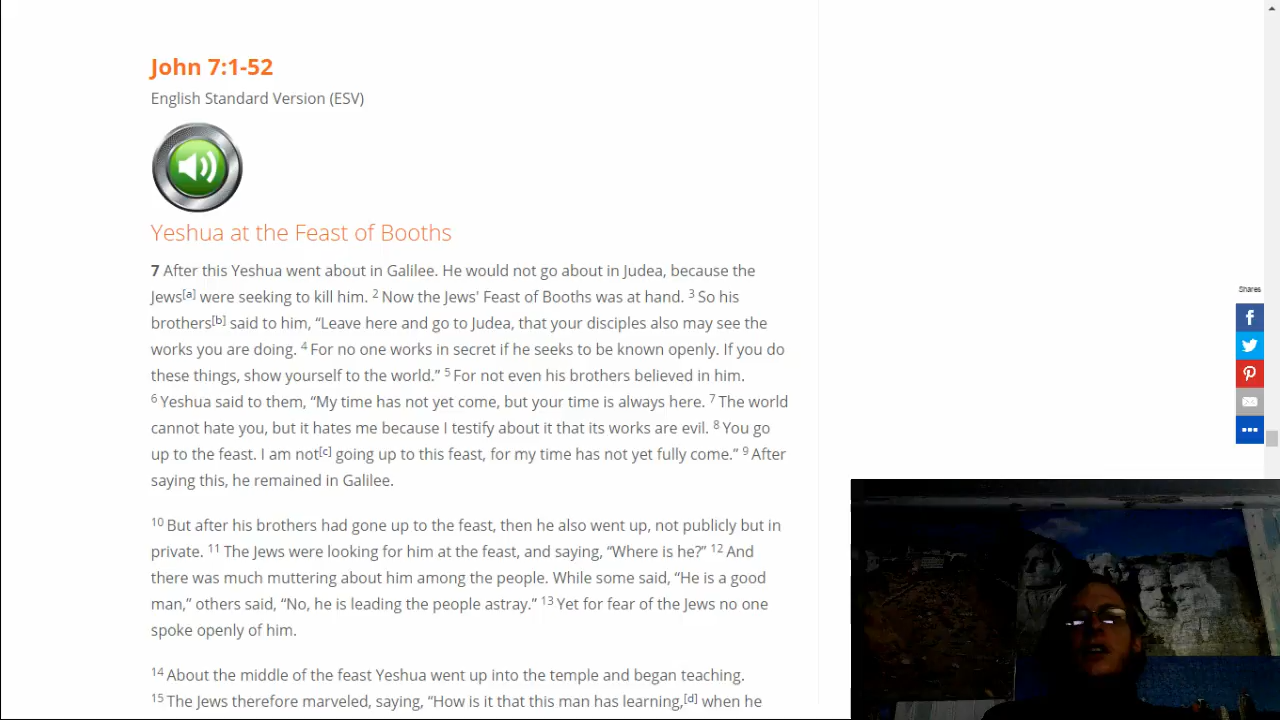 John 7:1-52
English Standard Version (ESV)
Yeshua at the Feast of Booths
7 After this Yeshua went about in Galilee. He would not go about in Judea, because the
Jews[a] were seeking to kill him. 2 Now the Jews' Feast of Booths was at hand. 3 So his
brothers[b] said to him, “Leave here and go to Judea, that your disciples also may see the
works you are doing. 4 For no one works in secret if he seeks to be known openly. If you do
these things, show yourself to the world.” 5 For not even his brothers believed in him.
6 Yeshua said to them, “My time has not yet come, but your time is always here. 7 The world
cannot hate you, but it hates me because I testify about it that its works are evil. 8 You go
up to the feast. I am not[c] going up to this feast, for my time has not yet fully come.” 9 After
saying this, he remained in Galilee.
10 But after his brothers had gone up to the feast, then he also went up, not publicly but in
private. 11 The Jews were looking for him at the feast, and saying, “Where is he?” 12 And
there was much muttering about him among the people. While some said, “He is a good
man,” others said, “No, he is leading the people astray.” 13 Yet for fear of the Jews no one
spoke openly of him.
14 About the middle of the feast Yeshua went up into the temple and began teaching.
15 The Jews therefore marveled, saying, “How is it that this man has learning,[d] when he
Shares